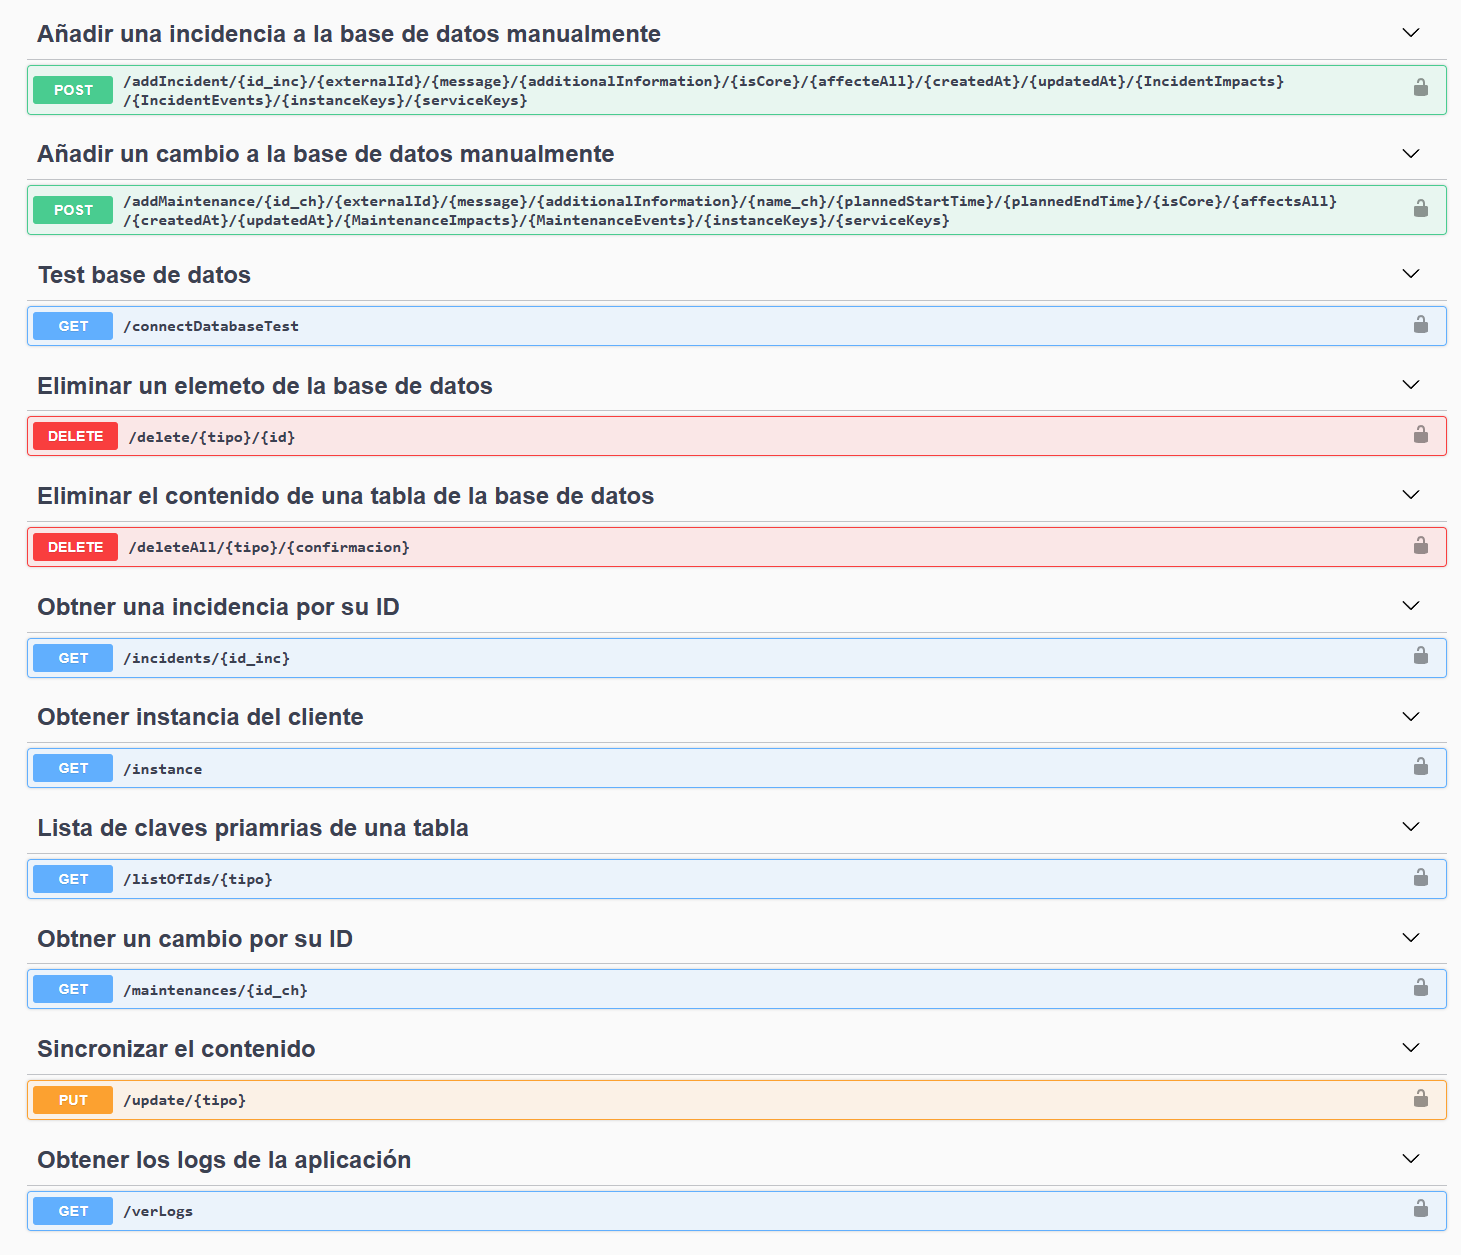 Añadir una incidencia a la base de datos manualmente
POST /addIncident/{id_inc}/{externalId}/{message}/{additionalInformation}/{isCore}/{affecteAll}/{createdAt}/{updatedAt}/{IncidentImpacts}
/{IncidentEvents}/{instanceKeys}/{serviceKeys}
Añadir un cambio a la base de datos manualmente
POST /addMaintenance/{id_ch}/{externalId}/{message}/{additionalInformation}/{name_ch}/{plannedStartTime}/{plannedEndTime}/{isCore}/{affectsAll}
/{createdAt}/{updatedAt}/{MaintenanceImpacts}/{MaintenanceEvents}/{instanceKeys}/{serviceKeys}
Test base de datos
GET /connectDatabaseTest
Eliminar un elemeto de la base de datos
DELETE /delete/{tipo}/{id}
Eliminar el contenido de una tabla de la base de datos
DELETE /deleteAll/{tipo}/{confirmacion}
Obtner una incidencia por su ID
GET /incidents/{id_inc}
Obtener instancia del cliente
GET /instance
Lista de claves priamrias de una tabla
GET /listOfIds/{tipo}
Obtner un cambio por su ID
GET /maintenances/{id_ch}
Sincronizar el contenido
PUT /update/{tipo}
Obtener los logs de la aplicación
GET /verLogs